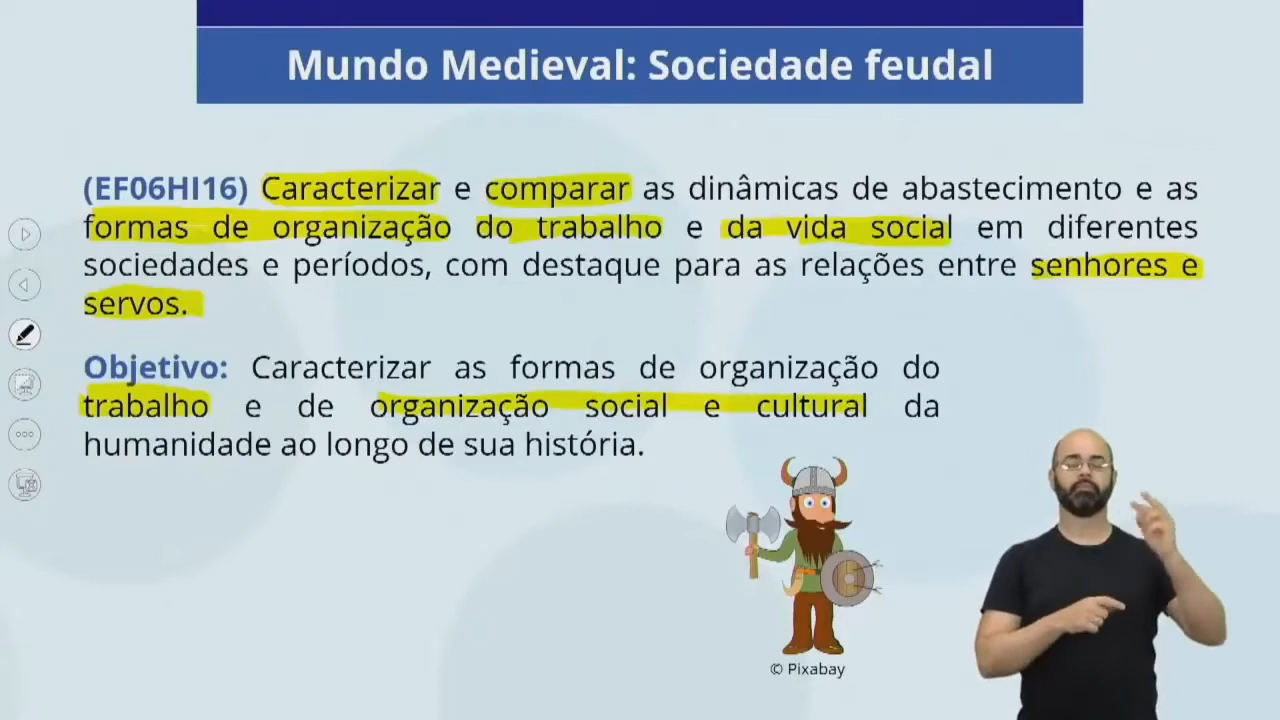 Mundo Medieval: Sociedade feudal
(EF06HI16) Caracterizar e comparar as dinâmicas de abastecimento e as
formas de organização do trabalho e da vida social em diferentes
sociedades e períodos, com destaque para as relações entre senhores e
servos.
Objetivo: Caracterizar as formas de organização do
trabalho e de organização social e cultural da
humanidade ao longo de sua história.
© Pixabay